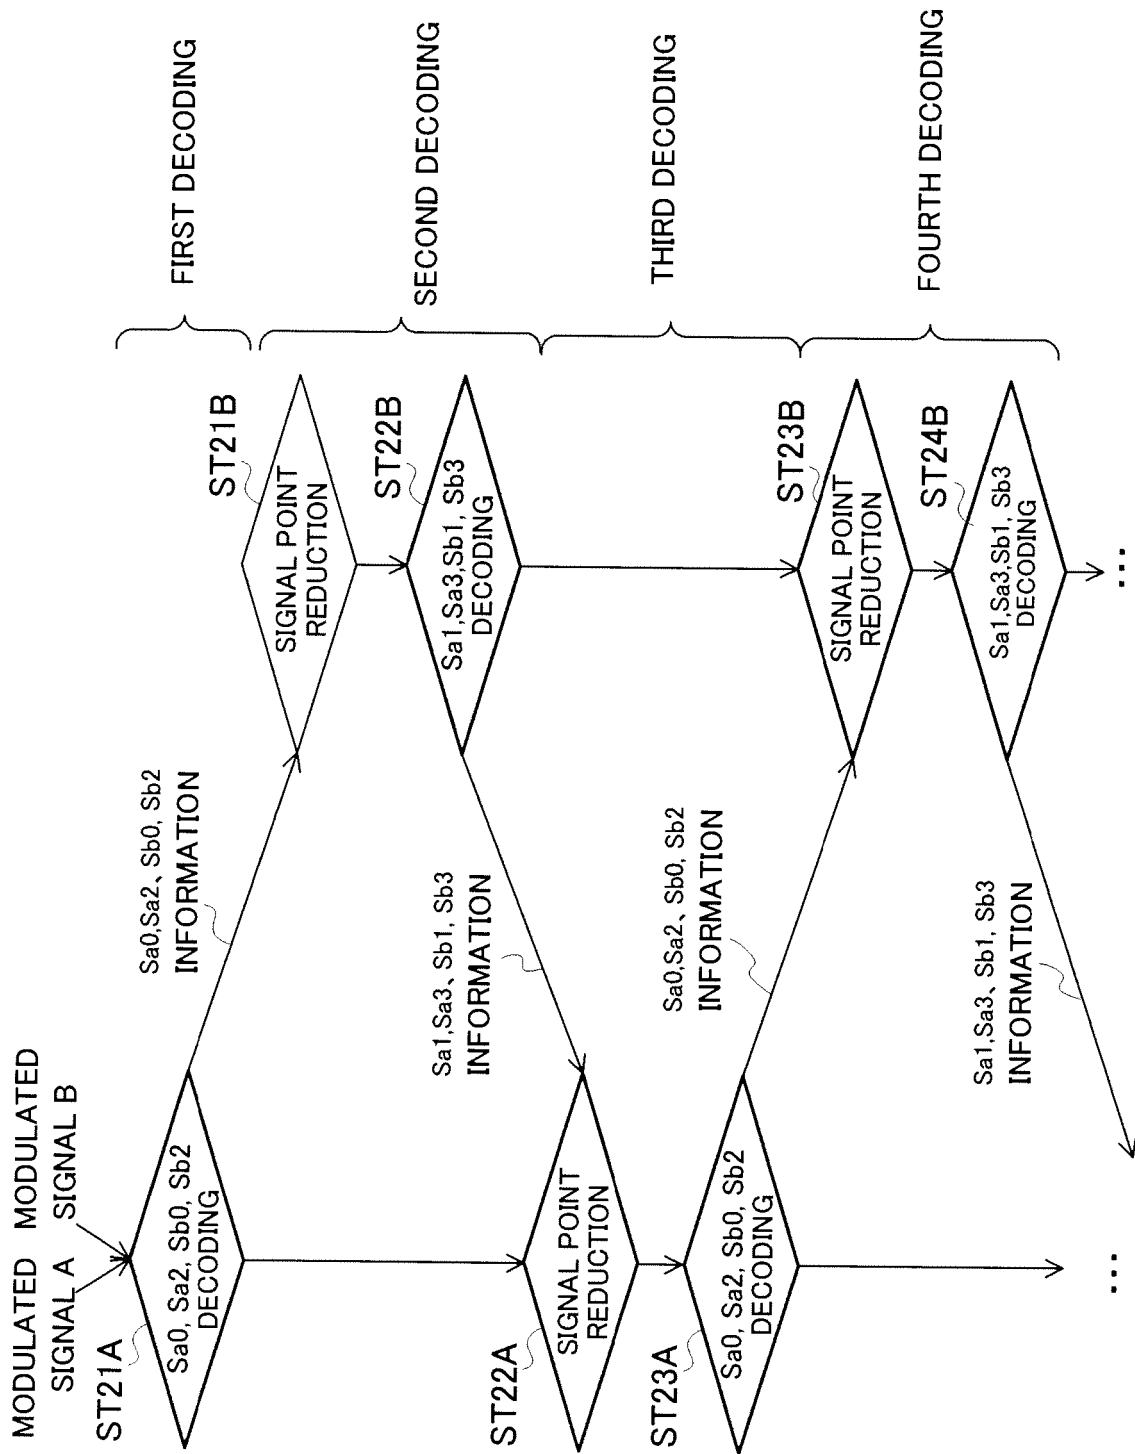 MODULATED
SIGNAL A
MODULATED
SIGNAL B
ST21A
Sa0, Sa2, Sb0, Sb2
DECODING
Sa0,Sa2、Sb0, Sb2
INFORMATION
ST21B
SIGNAL POINT
REDUCTION
FIRST DECODING
ST22B
Sa1,Sa3,Sb1, Sb3
DECODING
SECOND DECODING
Sa1,Sa3、Sb1, Sb3
INFORMATION
ST22A
SIGNAL POINT
REDUCTION
THIRD DECODING
ST23A
Sa0, Sa2, Sb0, Sb2
DECODING
Sa0,Sa2、Sb0, Sb2
INFORMATION
ST23B
SIGNAL POINT
REDUCTION
FOURTH DECODING
ST24B
Sa1,Sa3,Sb1, Sb3
DECODING
Sa1,Sa3、Sb1, Sb3
INFORMATION
...
...